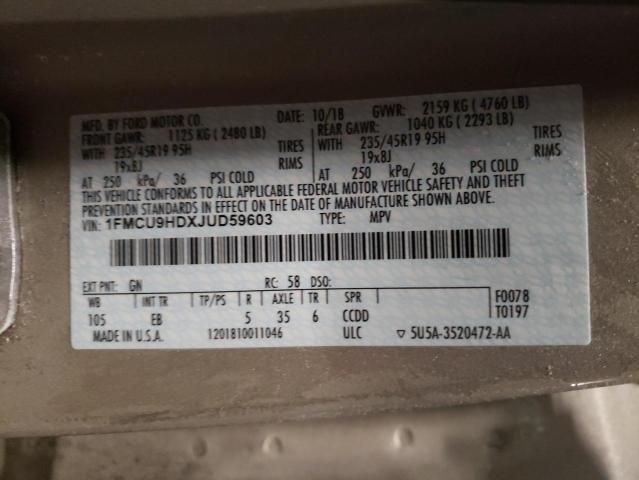 MFD. BY FORD MOTOR CO. DATE: 10/18 GVWR: 2159 KG (4760 LB)
FRONT GAWR: 1125 KG (2480 LB) REAR GAWR: 1040 KG (2293 LB)
WITH 235/45R19 95H TIRES WITH 235/45R19 95H TIRES
19x8J RIMS 19x8J RIMS
AT 250 kPa/ 36 PSI COLD AT 250 kPa/ 36 PSI COLD
THIS VEHICLE CONFORMS TO ALL APPLICABLE FEDERAL MOTOR VEHICLE SAFETY AND THEFT
PREVENTION STANDARDS IN EFFECT ON THE DATE OF MANUFACTURE SHOWN ABOVE.
VIN: 1FMCU9HDXJUD59603 TYPE: MPV
EXT PNT: GN RC: 58 DSO:
WB INT TR TP/PS R AXLE TR SPR F0078
105 EB 5 35 6 CCDD T0197
MADE IN U.S.A. 1201810011046 ULC ▽ 5U5A-3520472-AA